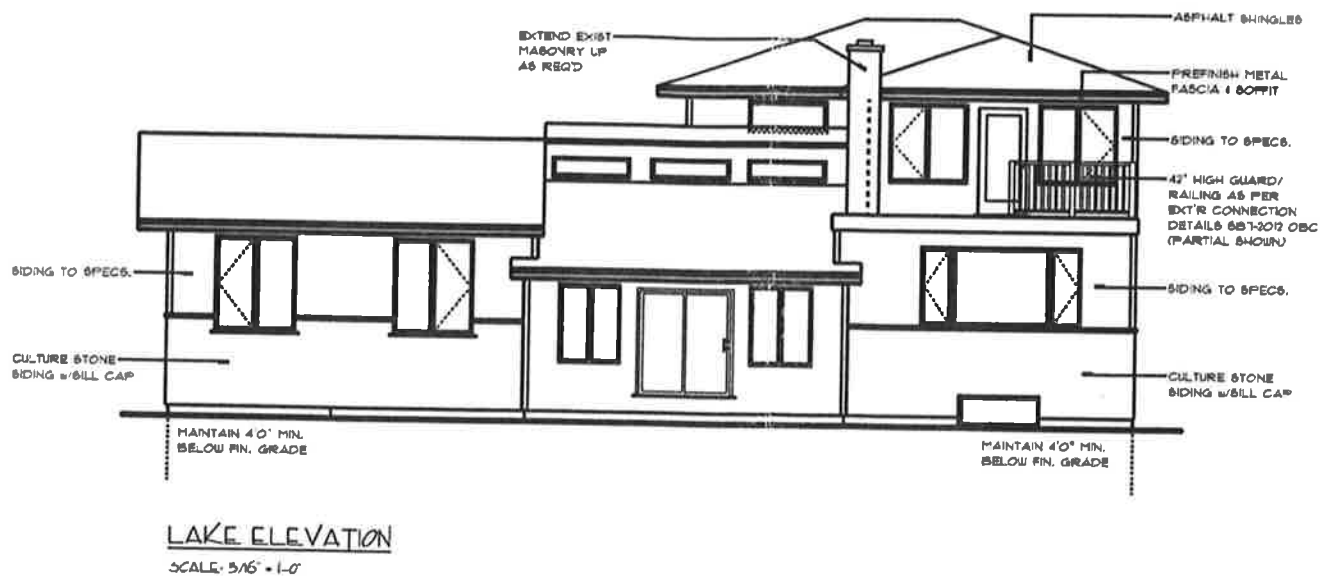 EXTEND EXIST
MASONRY UP
AS REQ'D
ASPHALT SHINGLES
PREFINISH METAL
FASCIA & SOFFIT
SIDING TO SPECS.
42" HIGH GUARD/
RAILING AS PER
EXT'R CONNECTION
DETAILS SB7-2012 OBC
(PARTIAL SHOWN)
SIDING TO SPECS.
SIDING TO SPECS.
CULTURE STONE
SIDING w/SILL CAP
CULTURE STONE
SIDING w/SILL CAP
MAINTAIN 4'0" MIN.
BELOW FIN. GRADE
MAINTAIN 4'0" MIN.
BELOW FIN. GRADE
LAKE ELEVATION
SCALE: 3/16" = 1'-0"